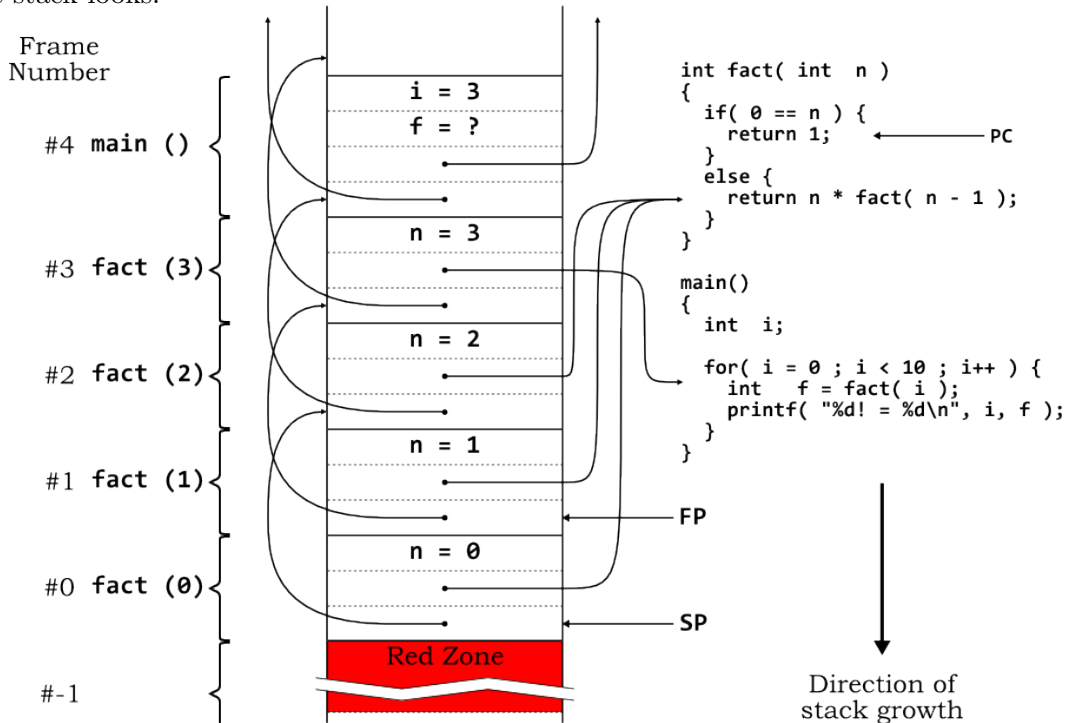 stack looks.
Frame
Number
#4 main ()
#3 fact (3)
#2 fact (2)
#1 fact (1)
#0 fact (0)
#-1
i = 3
f = ?
n = 3
n = 2
n = 1
n = 0
Red Zone
FP
SP
int fact( int n )
{
if( 0 == n ) {
return 1;
PC
}
else {
return n * fact( n - 1 );
}
}
main()
{
int i;
for( i = 0 ; i < 10 ; i++ ) {
int f = fact( i );
printf( "%d! = %d\n", i, f );
}
}
Direction of
stack growth